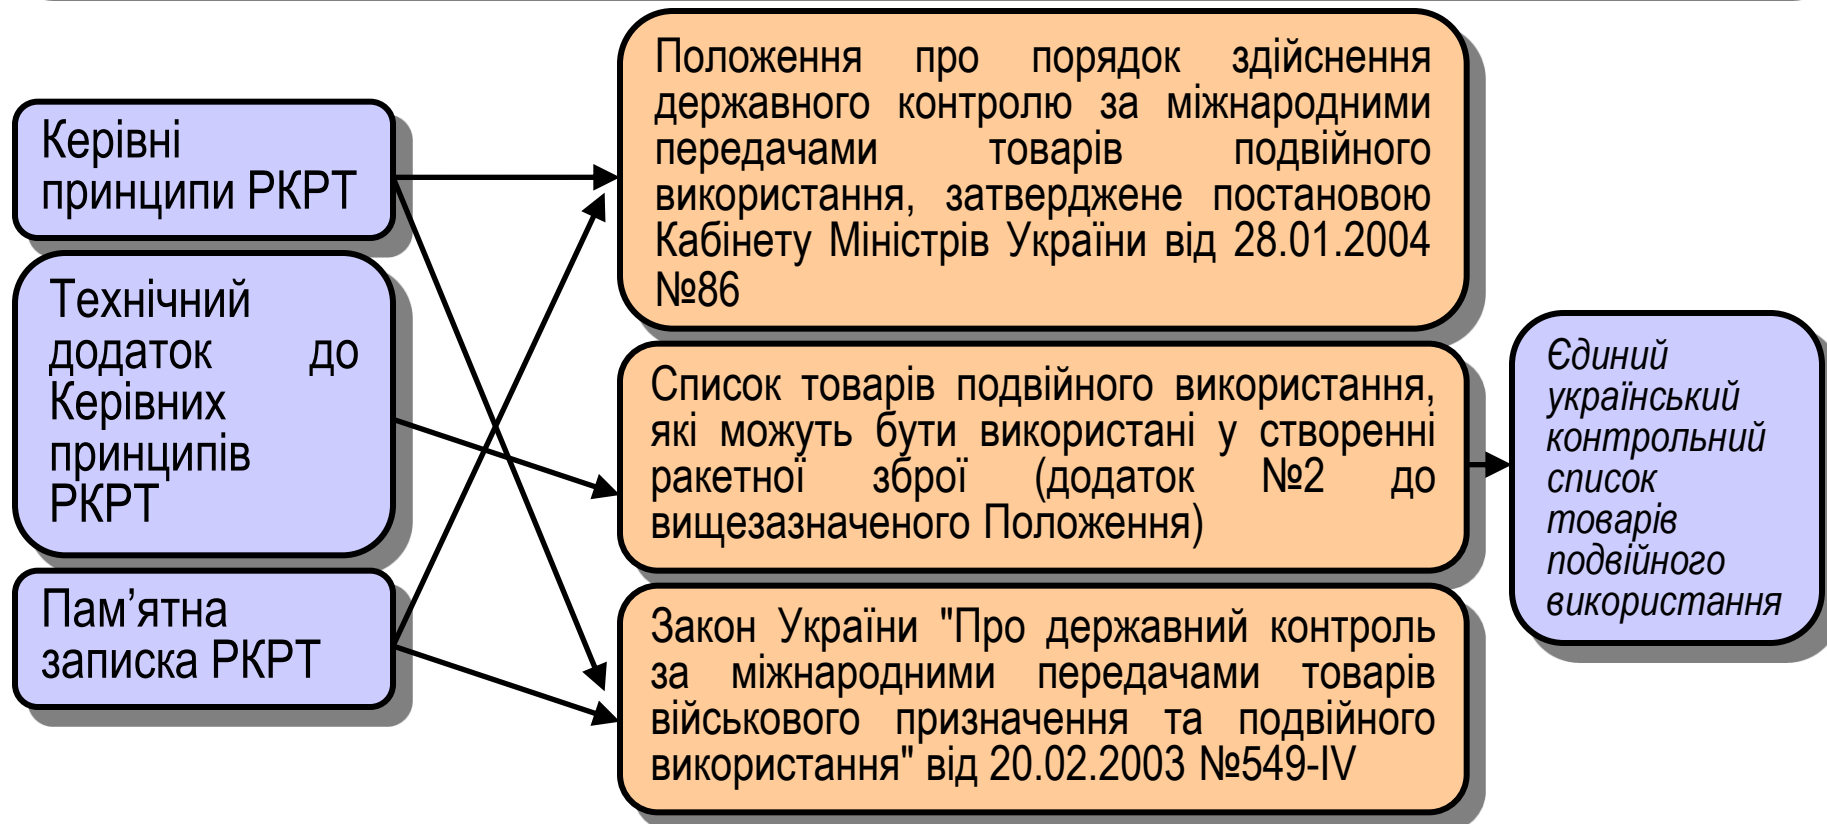 Керівні
принципи РКРТ
Технічний
додаток до
Керівних
принципів
РКРТ
Пам’ятна
записка РКРТ
Положення про порядок здійснення
державного контролю за міжнародними
передачами товарів подвійного
використання, затверджене постановою
Кабінету Міністрів України від 28.01.2004
№86
Список товарів подвійного використання,
які можуть бути використані у створенні
ракетної зброї (додаток №2 до
вищезазначеного Положення)
Закон України "Про державний контроль
за міжнародними передачами товарів
військового призначення та подвійного
використання" від 20.02.2003 №549-IV
Єдиний
український
контрольний
список
товарів
подвійного
використання